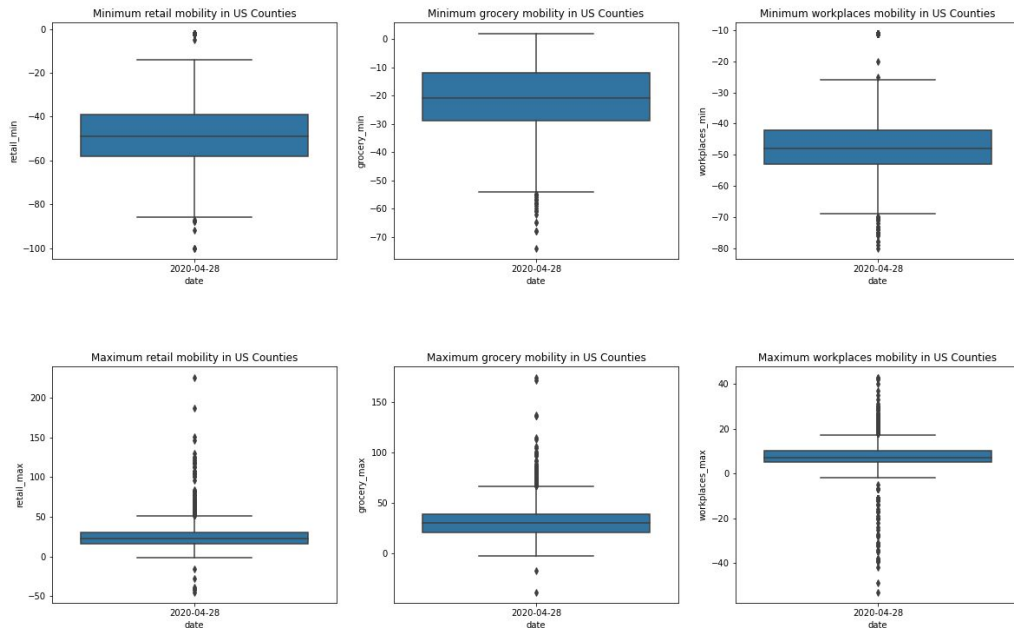 Minimum retail mobility in US Counties
0
−20
−40
−60
−80
−100
retail_min
2020-04-28
date
Minimum grocery mobility in US Counties
0
−10
−20
−30
−40
−50
−60
−70
grocery_min
2020-04-28
date
Minimum workplaces mobility in US Counties
−10
−20
−30
−40
−50
−60
−70
−80
workplaces_min
2020-04-28
date
Maximum retail mobility in US Counties
200
150
100
50
0
−50
retail_max
2020-04-28
date
Maximum grocery mobility in US Counties
150
100
50
0
grocery_max
2020-04-28
date
Maximum workplaces mobility in US Counties
40
20
0
−20
−40
workplaces_max
2020-04-28
date